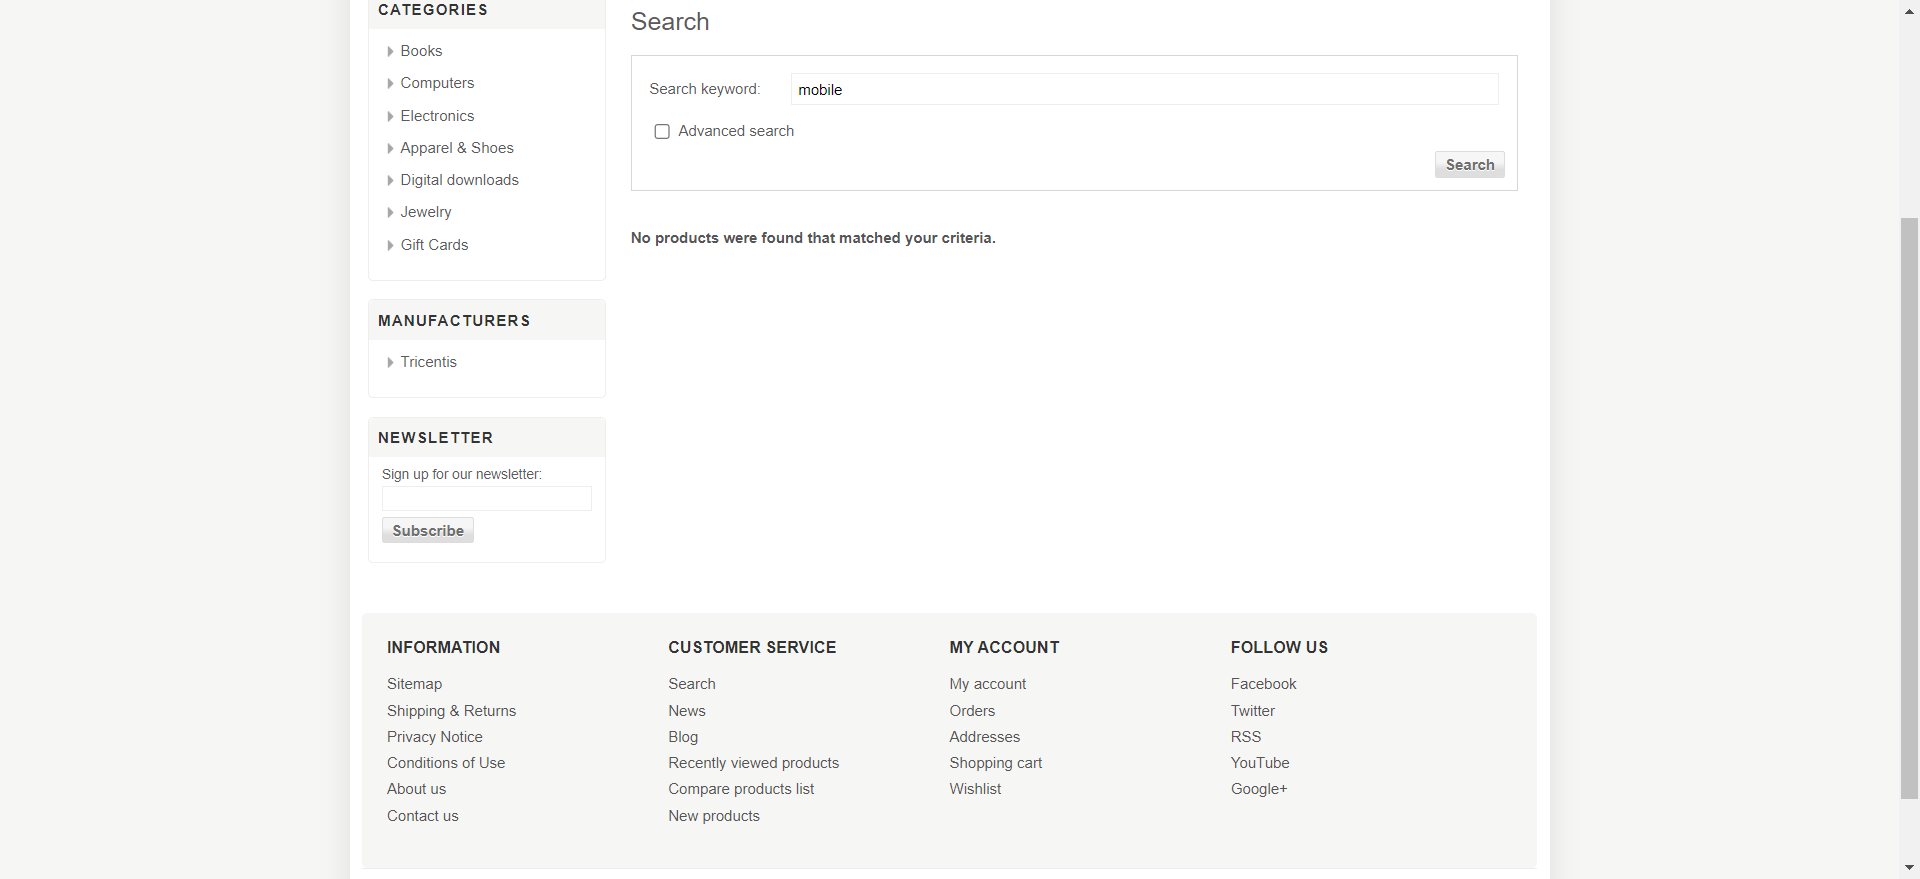 CATEGORIES
Books
Computers
Electronics
Apparel & Shoes
Digital downloads
Jewelry
Gift Cards
MANUFACTURERS
Tricentis
NEWSLETTER
Sign up for our newsletter:
Subscribe
Search
Search keyword: mobile
Advanced search
Search
No products were found that matched your criteria.
INFORMATION
Sitemap
Shipping & Returns
Privacy Notice
Conditions of Use
About us
Contact us
CUSTOMER SERVICE
Search
News
Blog
Recently viewed products
Compare products list
New products
MY ACCOUNT
My account
Orders
Addresses
Shopping cart
Wishlist
FOLLOW US
Facebook
Twitter
RSS
YouTube
Google+